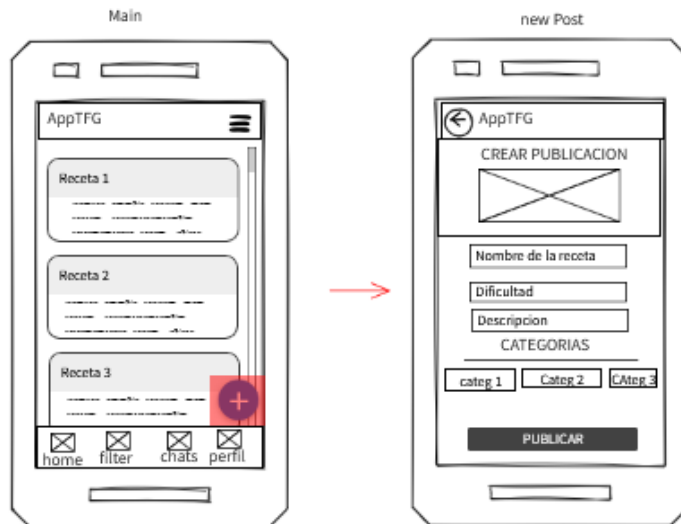 Main
AppTFG
Receta 1
Receta 2
Receta 3
+
home filter chats perfil
new Post
AppTFG
CREAR PUBLICACION
Nombre de la receta
Dificultad
Descripcion
CATEGORIAS
categ 1 Categ 2 CAteg 3
PUBLICAR